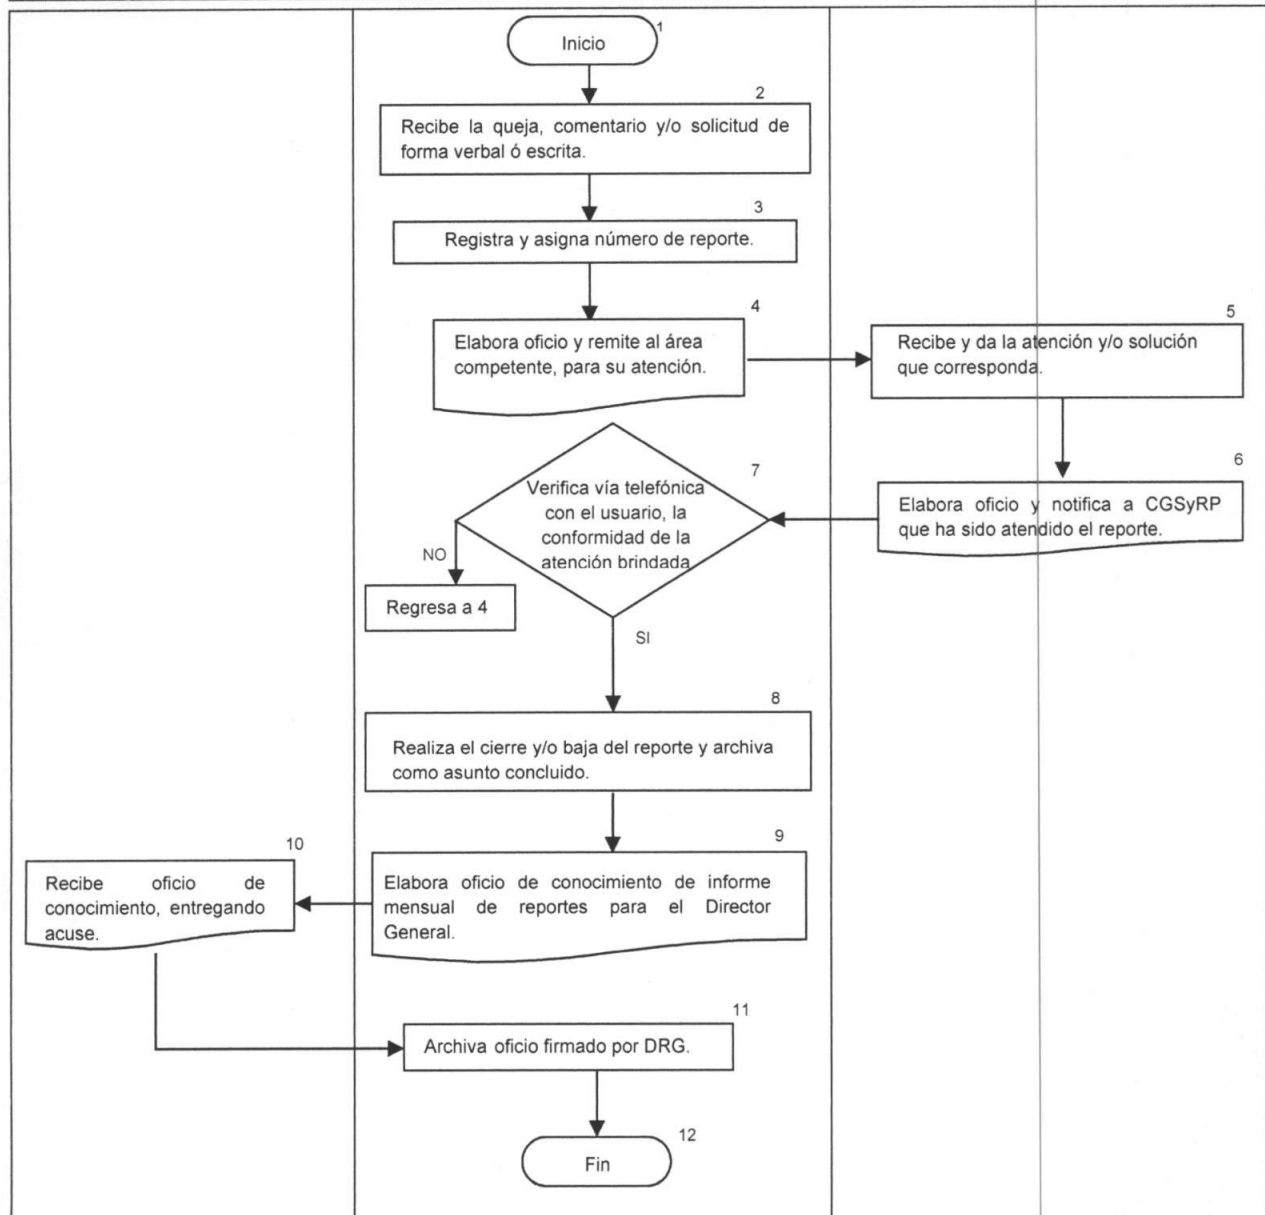 1
Inicio
2
Recibe la queja, comentario y/o solicitud de
forma verbal ó escrita.
3
Registra y asigna número de reporte.
4
Elabora oficio y remite al área
competente, para su atención.
5
Recibe y da la atención y/o solución
que corresponda.
6
Elabora oficio y notifica a CGSyRP
que ha sido atendido el reporte.
7
Verifica vía telefónica
con el usuario, la
conformidad de la
atención brindada
NO
Regresa a 4
SI
8
Realiza el cierre y/o baja del reporte y archiva
como asunto concluido.
9
Elabora oficio de conocimiento de informe
mensual de reportes para el Director
General.
10
Recibe oficio de
conocimiento, entregando
acuse.
11
Archiva oficio firmado por DRG.
12
Fin